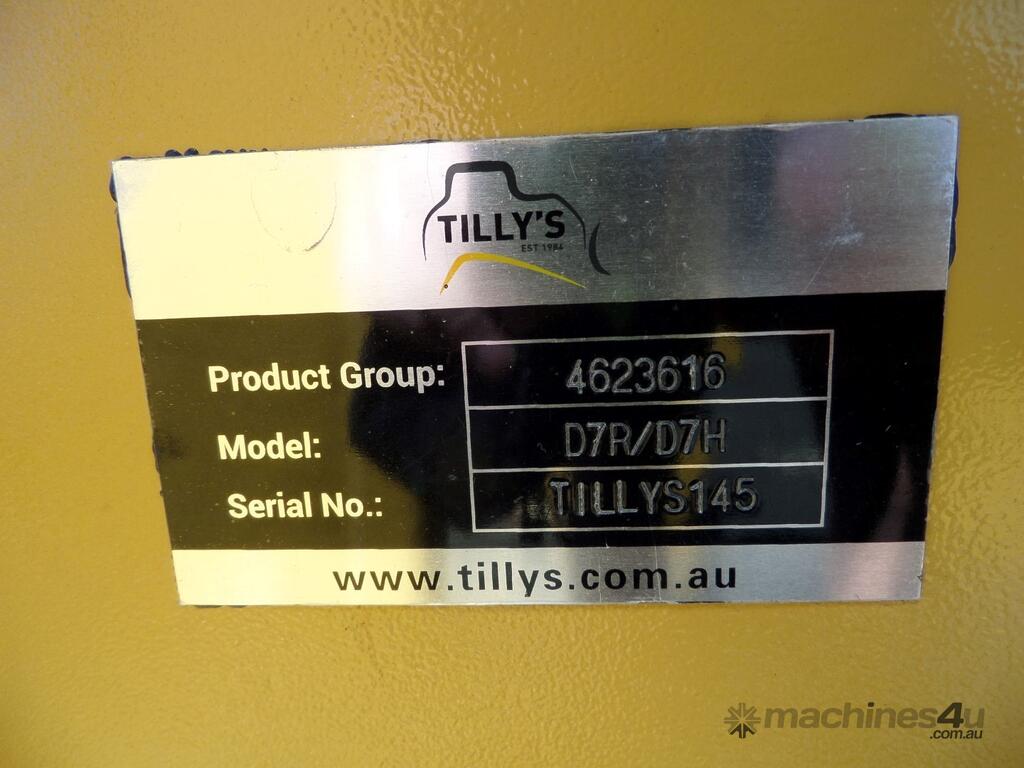 TILLY'S
EST 1984
Product Group: 4623616
Model: D7R/D7H
Serial No.: TILLYS145
www.tillys.com.au
machines4u
.com.au